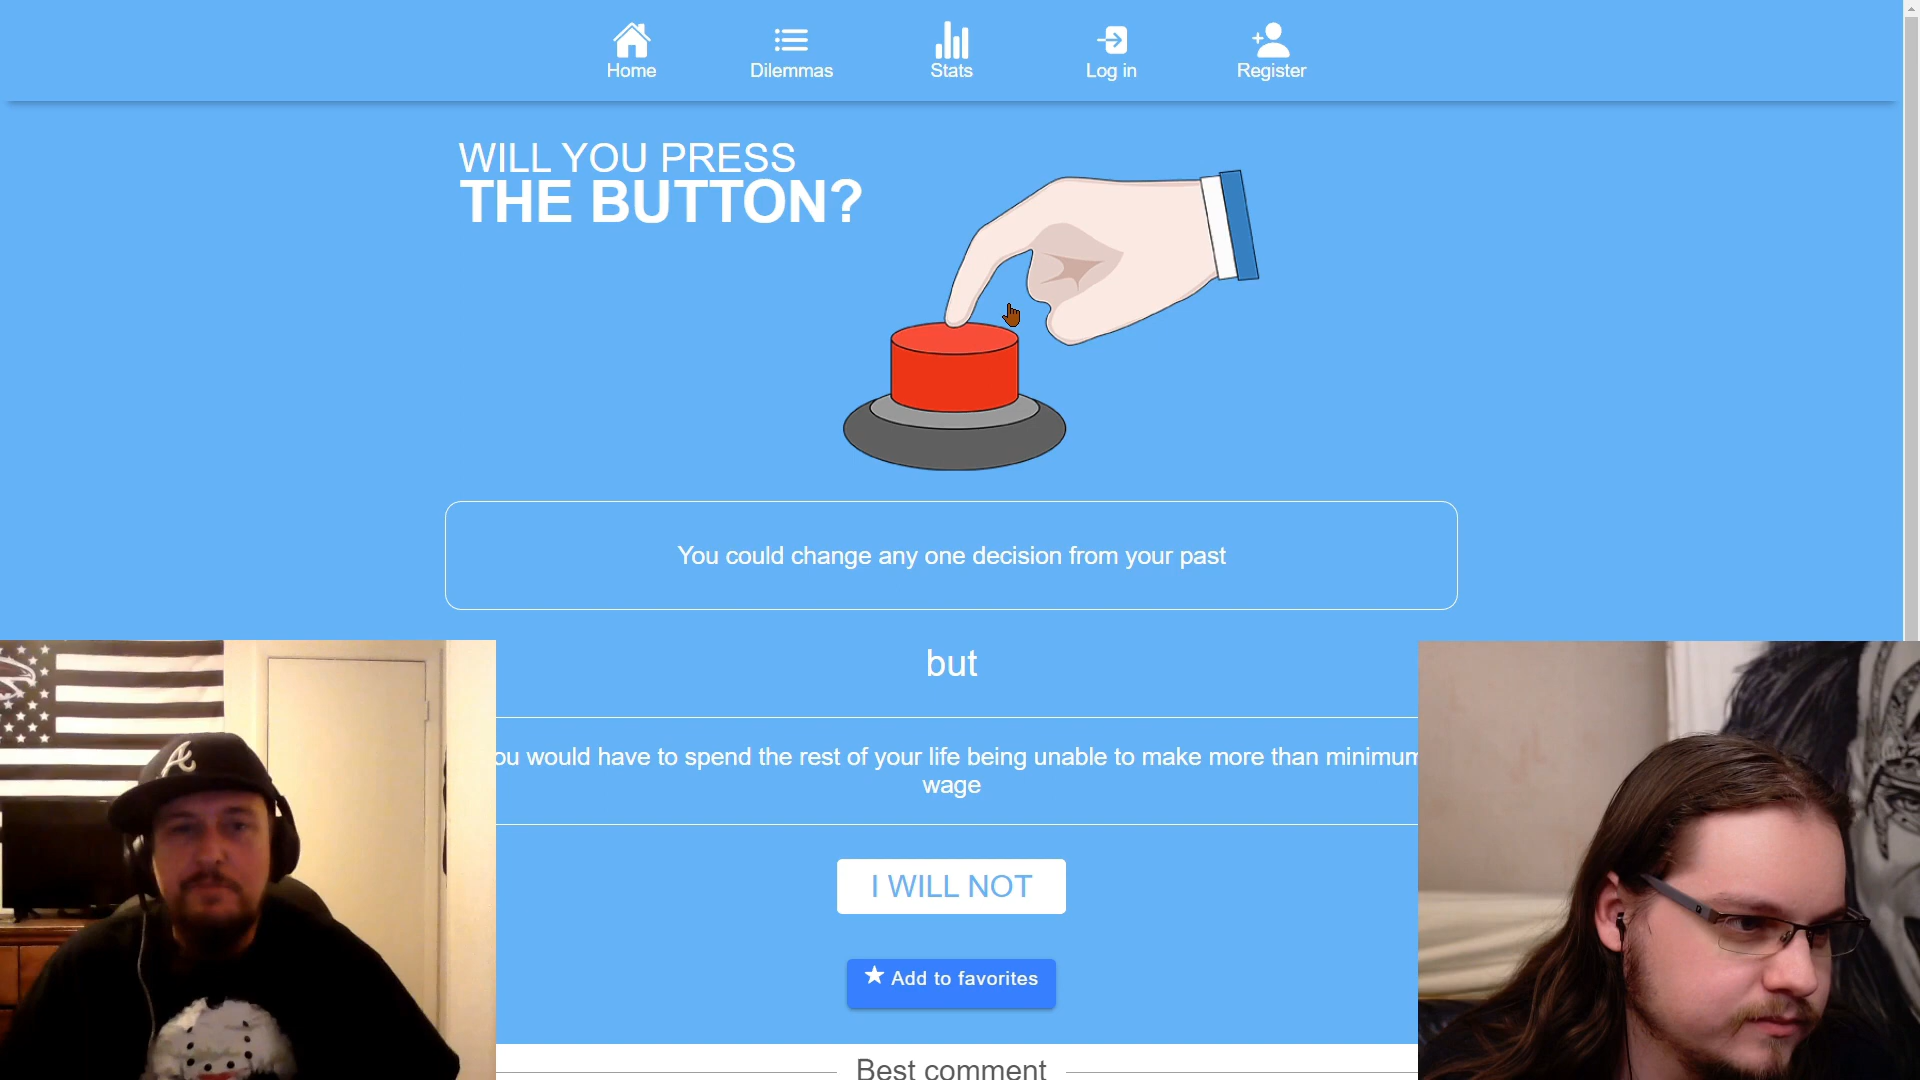 Home
Dilemmas
Stats
Log in
Register
WILL YOU PRESS
THE BUTTON?
You could change any one decision from your past
but
ou would have to spend the rest of your life being unable to make more than minimum
wage
I WILL NOT
Add to favorites
Best comment
A